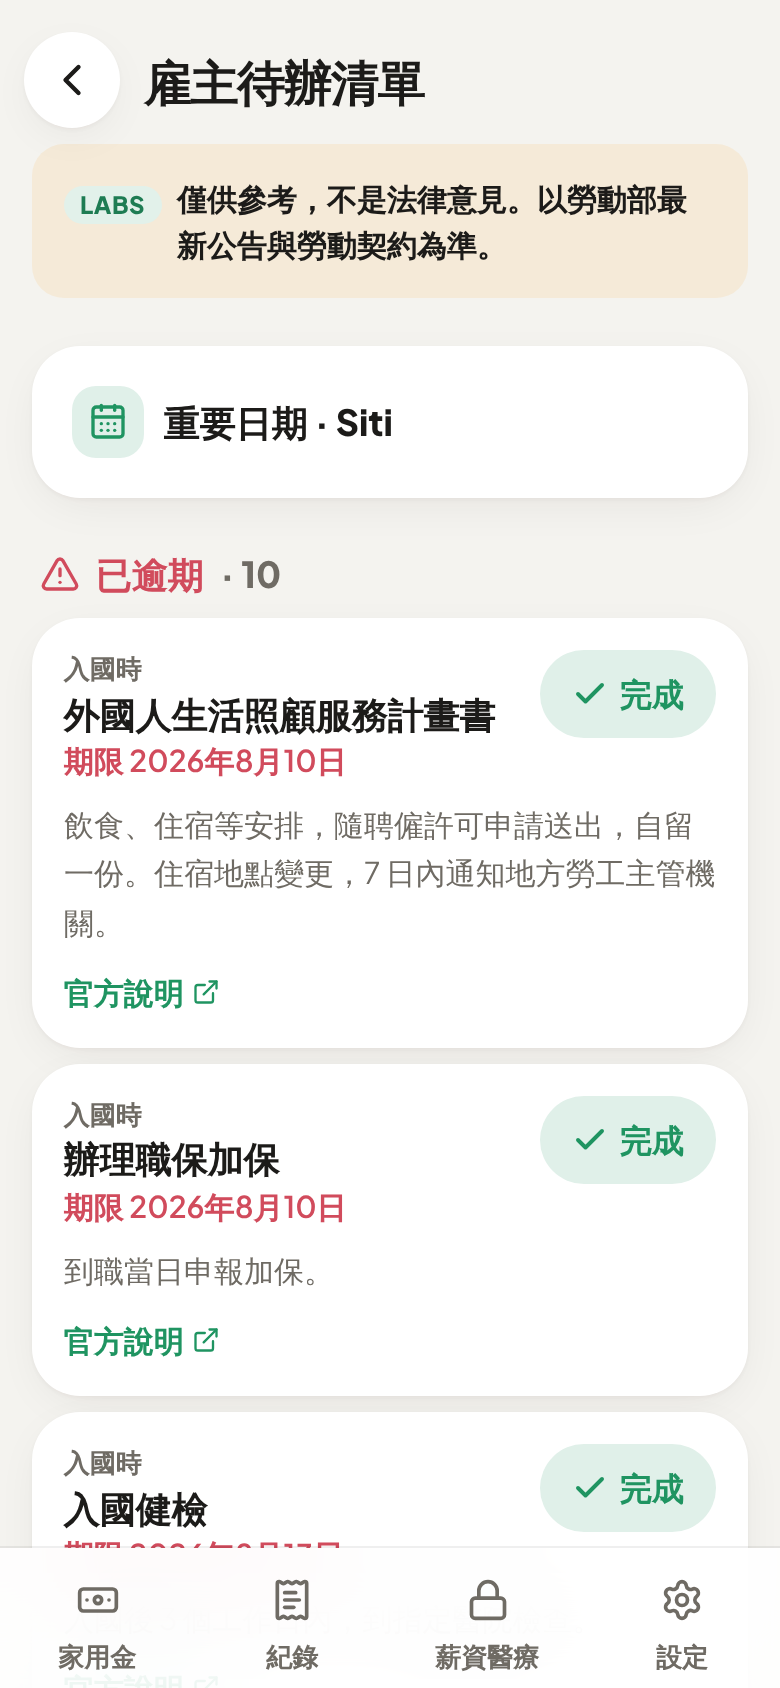 雇主待辦清單
LABS
僅供參考，不是法律意見。以勞動部最
新公告與勞動契約為準。
重要日期 · Siti
已逾期 · 10
入國時
外國人生活照顧服務計畫書
完成
期限 2026年8月10日
飲食、住宿等安排，隨聘僱許可申請送出，自留
一份。住宿地點變更，7 日內通知地方勞工主管機
關。
官方說明
入國時
辦理職保加保
完成
期限 2026年8月10日
到職當日申報加保。
官方說明
入國時
入國健檢
完成
家用金
紀錄
薪資醫療
設定